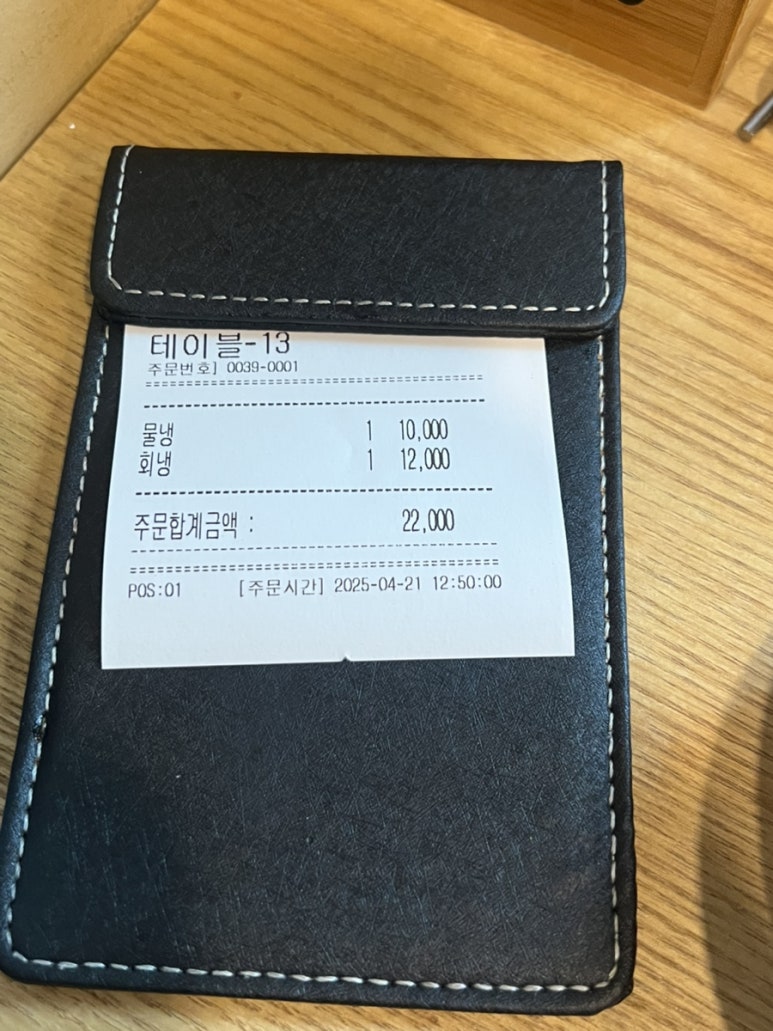 테이블-13
주문번호] 0039-0001
물냉 1 10,000
회냉 1 12,000
주문합계금액 : 22,000
POS:01 [주문시간] 2025-04-21 12:50:00